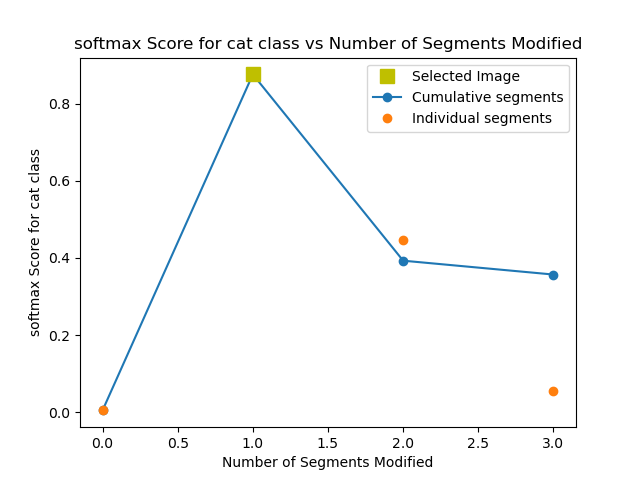 softmax Score for cat class vs Number of Segments Modified
Selected Image
Cumulative segments
Individual segments
softmax Score for cat class
0.8
0.6
0.4
0.2
0.0
0.0 0.5 1.0 1.5 2.0 2.5 3.0
Number of Segments Modified